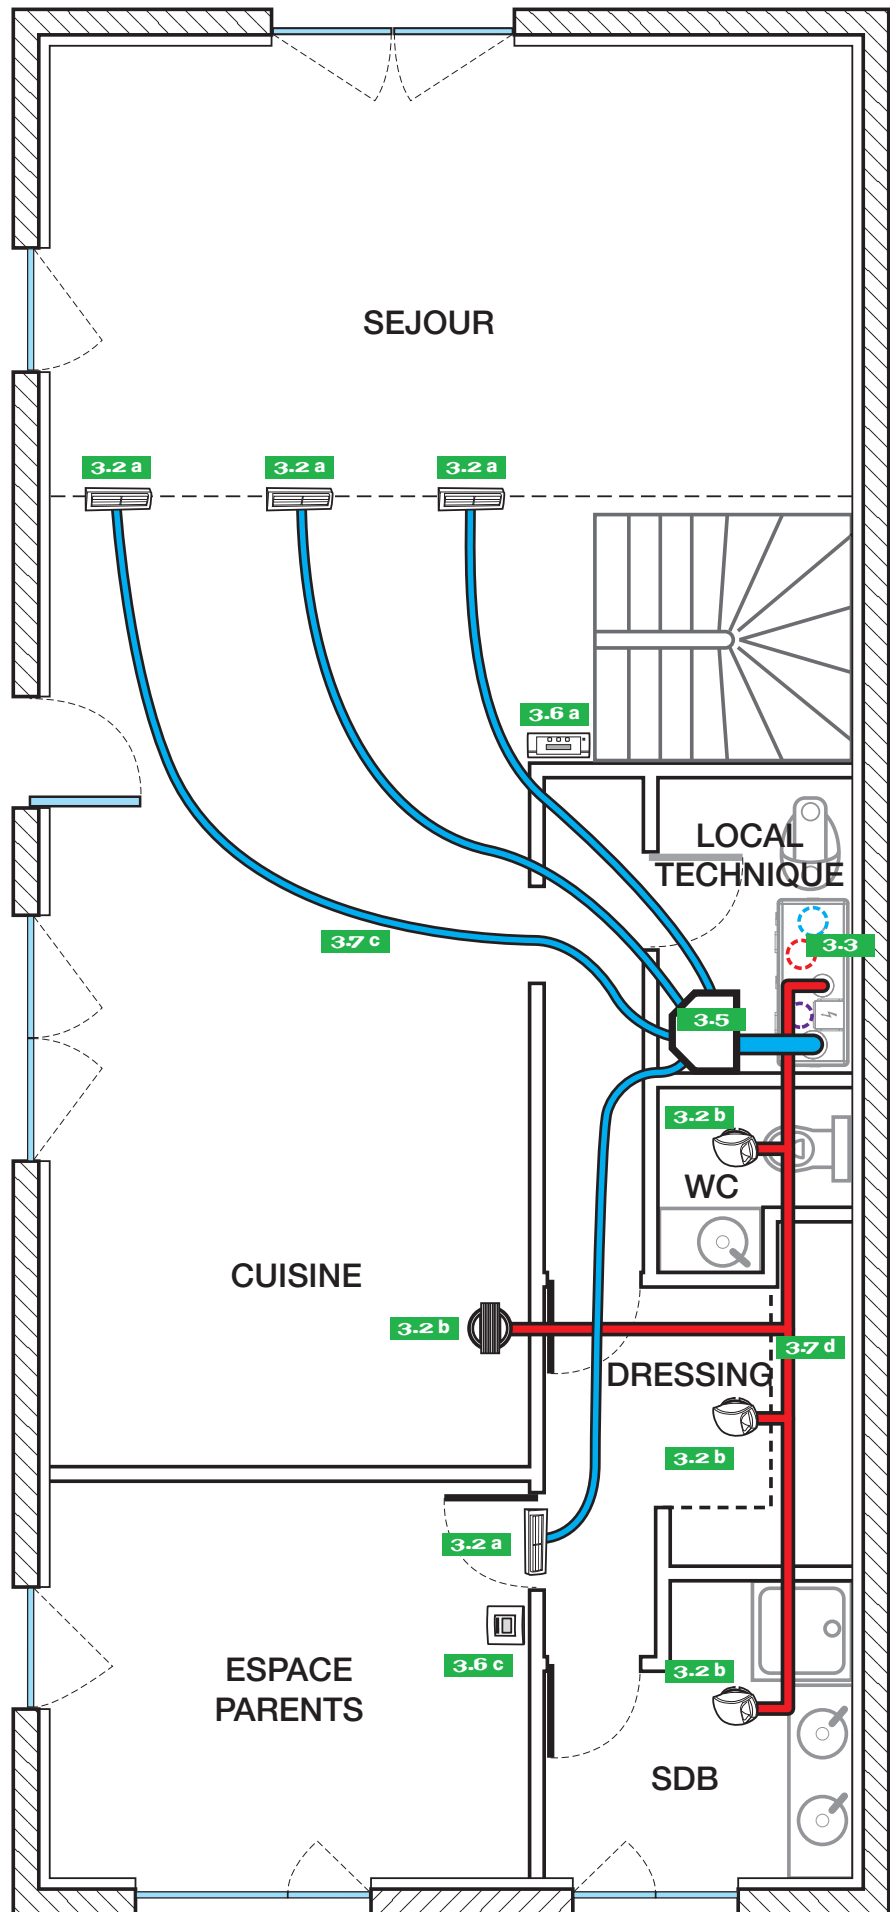 SEJOUR
3.2 a
3.2 a
3.2 a
3.6 a
LOCAL
TECHNIQUE
3.7 c
3.3
3.5
3.2 b
WC
CUISINE
3.2 b
3.7 d
DRESSING
3.2 b
3.2 a
3.6 c
ESPACE
PARENTS
3.2 b
SDB